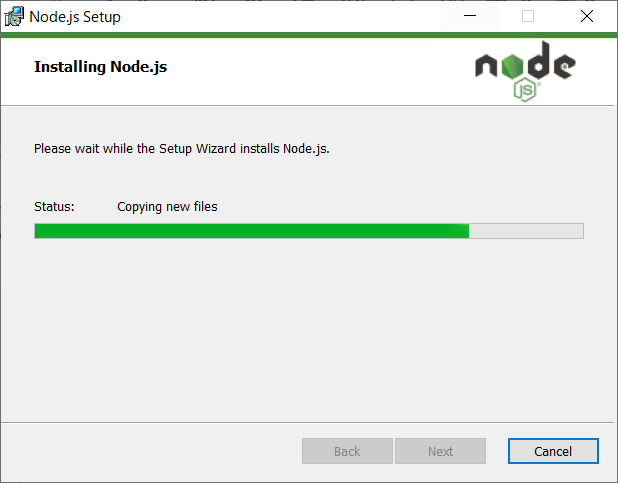 Node.js Setup
Installing Node.js
node
JS
Please wait while the Setup Wizard installs Node.js.
Status: Copying new files
Back Next Cancel